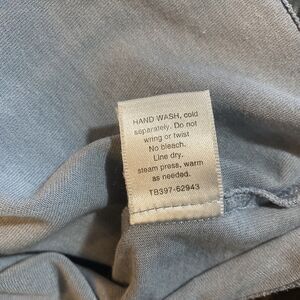 HAND WASH, cold
separately. Do not
wring or twist
No bleach.
Line dry.
steam press, warm
as needed.
TB397-62943